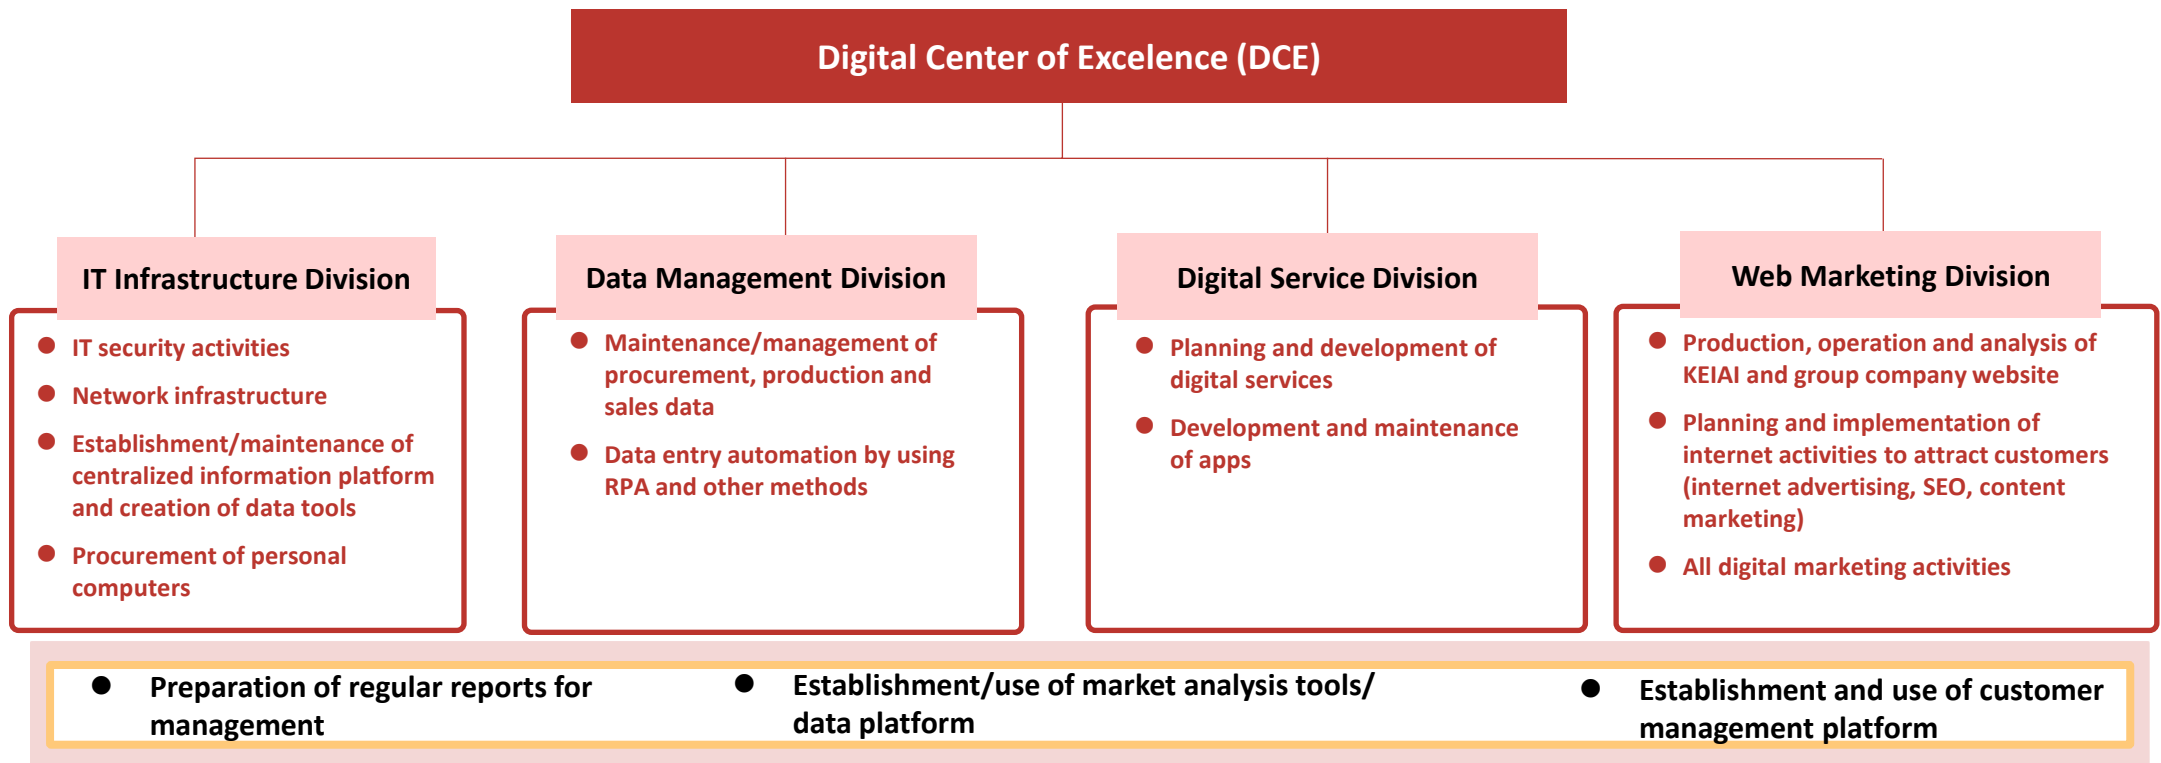 Digital Center of Excelence (DCE)
IT Infrastructure Division
● IT security activities
● Network infrastructure
● Establishment/maintenance of
centralized information platform
and creation of data tools
● Procurement of personal
computers
Data Management Division
● Maintenance/management of
procurement, production and
sales data
● Data entry automation by using
RPA and other methods
Digital Service Division
● Planning and development of
digital services
● Development and maintenance
of apps
Web Marketing Division
● Production, operation and analysis of
KEIAI and group company website
● Planning and implementation of
internet activities to attract customers
(internet advertising, SEO, content
marketing)
● All digital marketing activities
● Preparation of regular reports for
management
● Establishment/use of market analysis tools/
data platform
● Establishment and use of customer
management platform